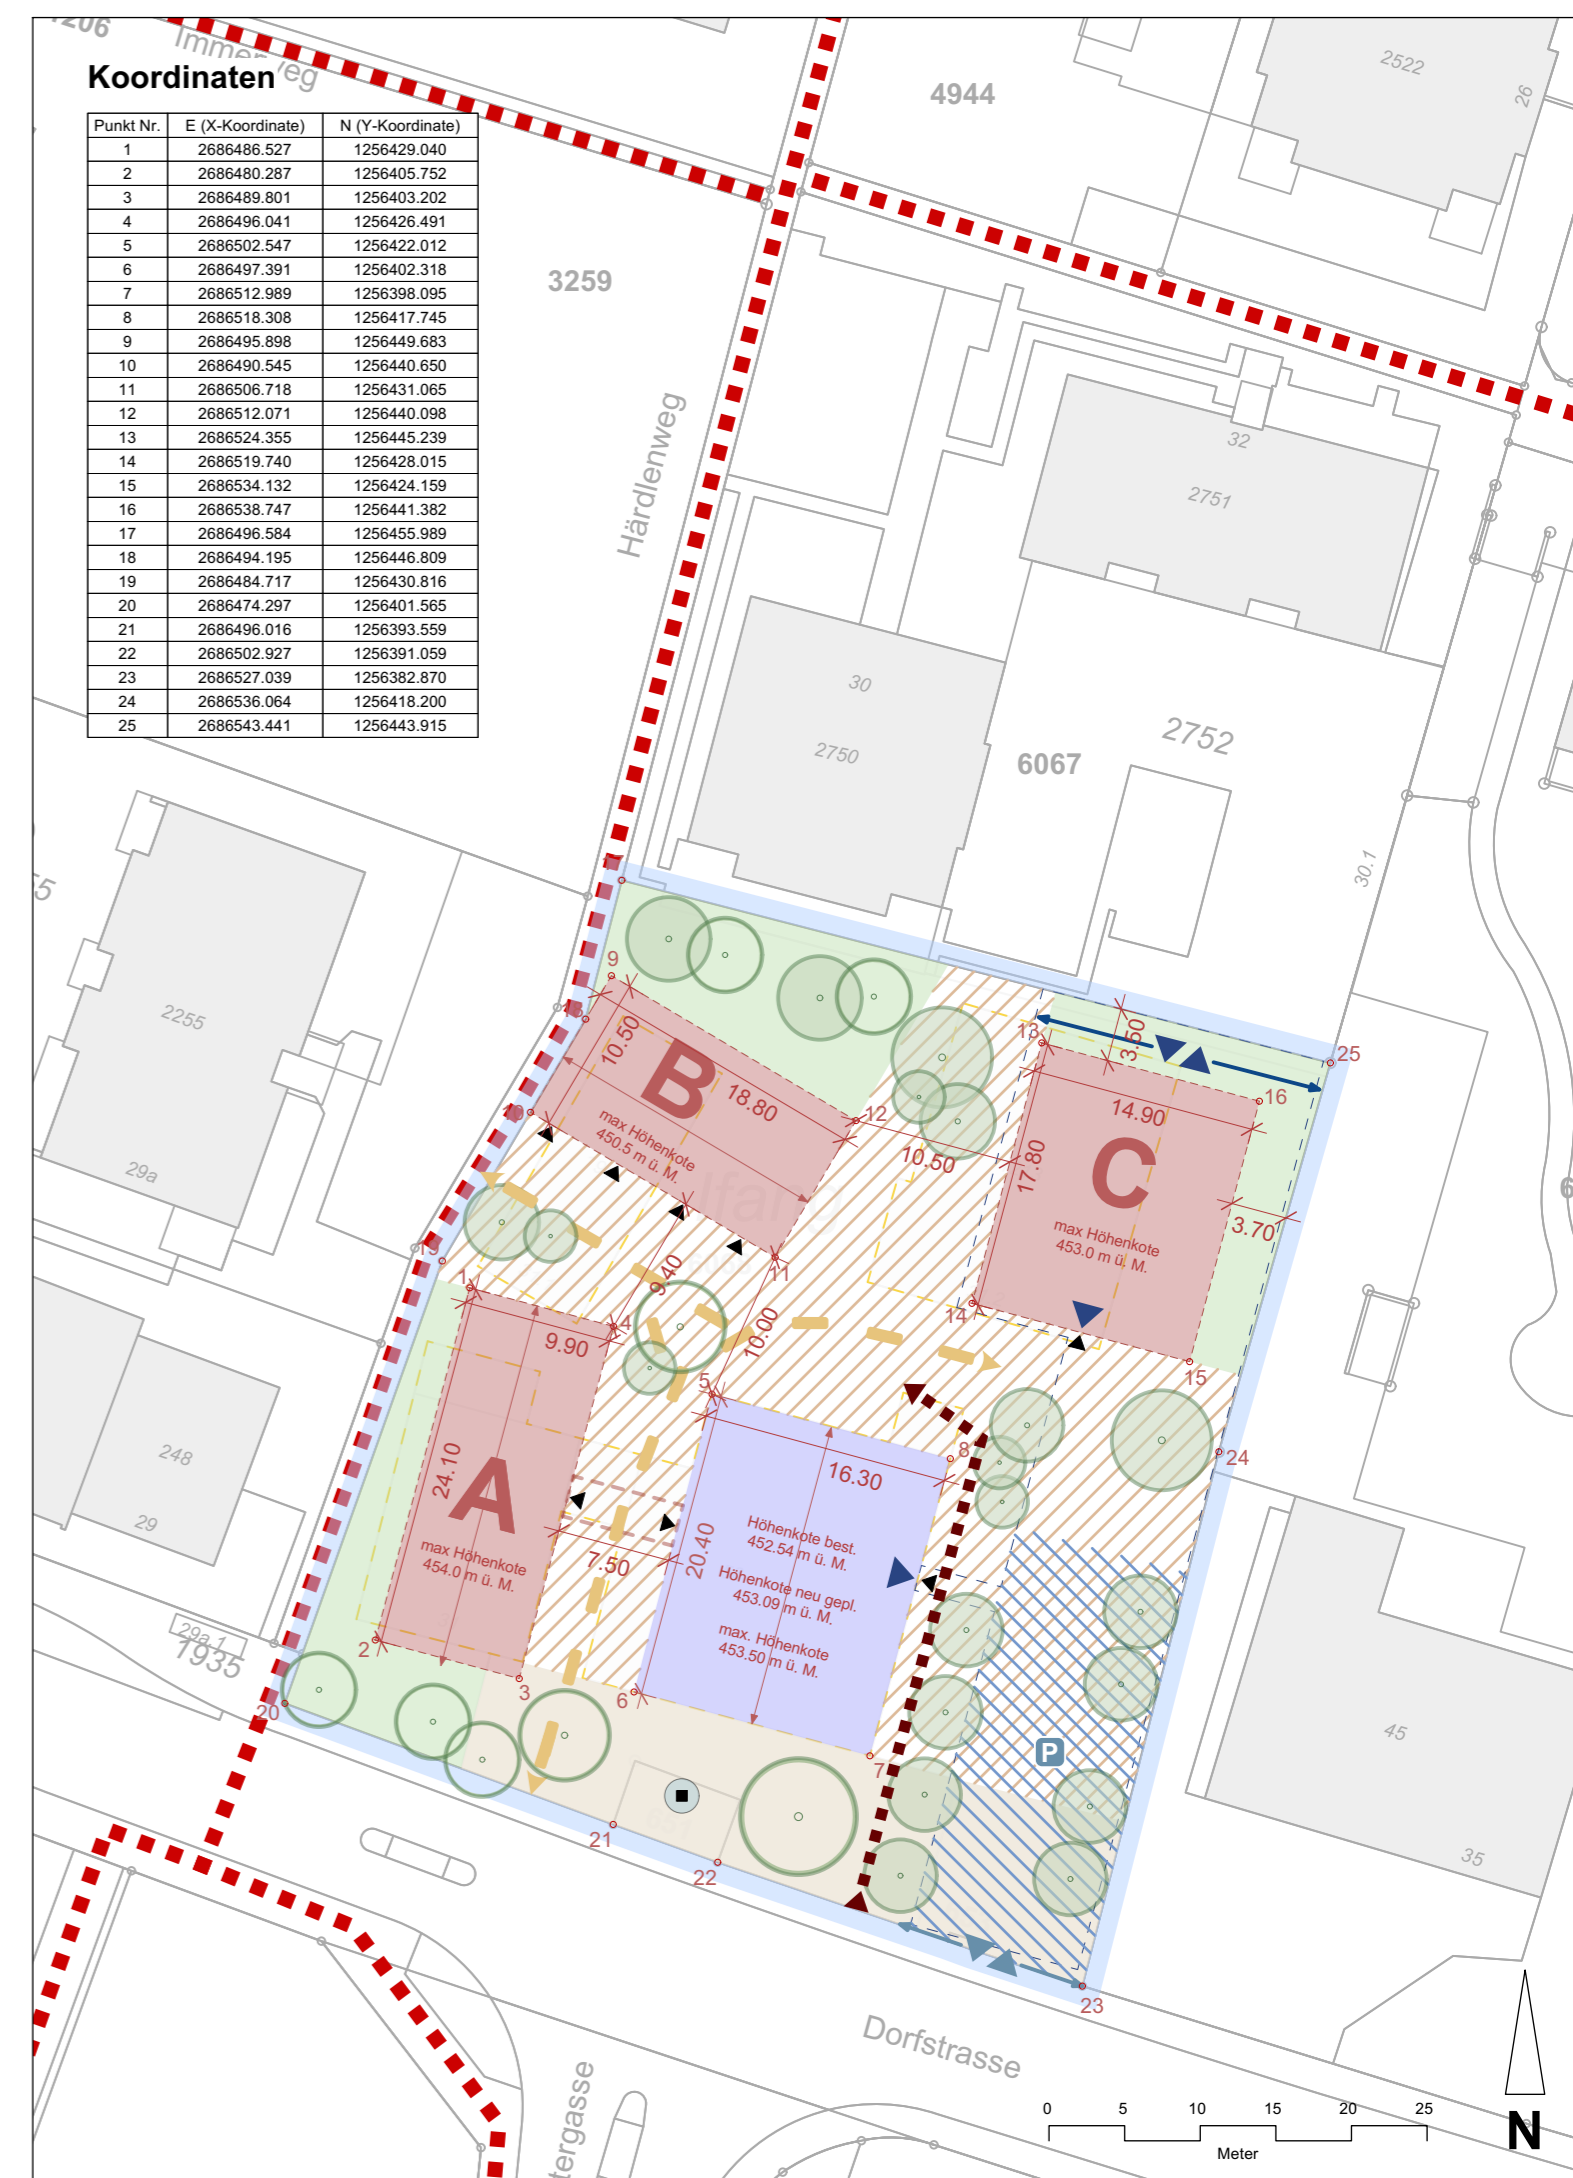 1206
Immenweg
Koordinaten
Punkt Nr. E (X-Koordinate) N (Y-Koordinate)
1 2686486.527 1256429.040
2 2686480.287 1256405.752
3 2686489.801 1256403.202
4 2686496.041 1256426.491
5 2686502.547 1256422.012
6 2686497.391 1256402.318
7 2686512.989 1256398.095
8 2686518.308 1256417.745
9 2686495.898 1256449.683
10 2686490.545 1256440.650
11 2686506.718 1256431.065
12 2686512.071 1256440.098
13 2686524.355 1256445.239
14 2686519.740 1256428.015
15 2686534.132 1256424.159
16 2686538.747 1256441.382
17 2686496.584 1256455.989
18 2686494.195 1256446.809
19 2686484.717 1256430.816
20 2686474.297 1256401.565
21 2686496.016 1256393.559
22 2686502.927 1256391.059
23 2686527.039 1256382.870
24 2686536.064 1256418.200
25 2686543.441 1256443.915
4944
2522
26
3259
Härdlenweg
32
2751
30
2750
2752
6067
30.1
2255
29a
248
29
29a.1
1935
45
35
9
10.50
B
18.80
max Höhenkote
450.5 m ü. M.
10
12
10.50
11
Ifang
13
3.50
25
16
14.90
C
17.80
max Höhenkote
453.0 m ü. M.
3.70
14
15
19
1
4
9.90
9.40
10.00
24.10
A
max Höhenkote
454.0 m ü. M.
2
3
7.50
5
8
16.30
20.40
Höhenkote best.
452.54 m ü. M.
Höhenkote neu gepl.
453.09 m ü. M.
max. Höhenkote
453.50 m ü. M.
6
7
24
P
20
21
22
23
Dorfstrasse
tergasse
0 5 10 15 20 25
Meter
N